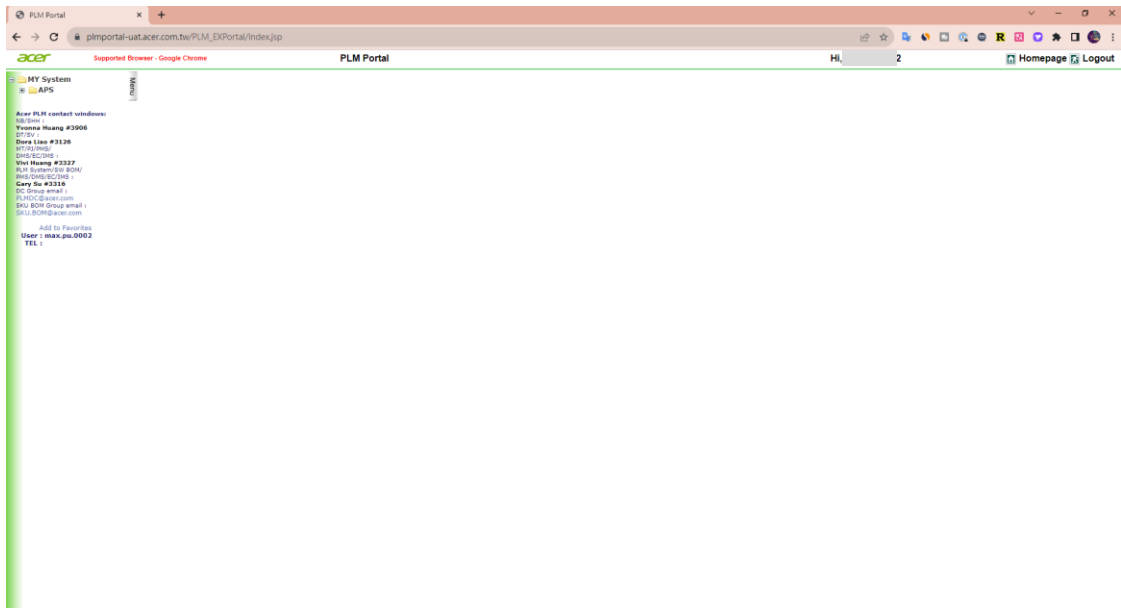 PLM Portal
plmportal-uat.acer.com.tw/PLM_EXPortal/index.jsp
acer
Supported Browser - Google Chrome
PLM Portal
Hi,
2
Homepage
Logout
MY System
APS
Menu
Acer PLM contact windows:
NB/SHH :
Yvonna Huang #3906
DT/SV :
Dora Liao #3126
MT/PJ/PMS/
DMS/EC/IMS :
Vivi Huang #3327
PLM System/SW BOM/
PMS/DMS/EC/IMS :
Gary Su #3316
DC Group email :
PLMDC@acer.com
SKU BOM Group email :
SKU.BOM@acer.com
Add to Favorites
User : max.pu.0002
TEL :